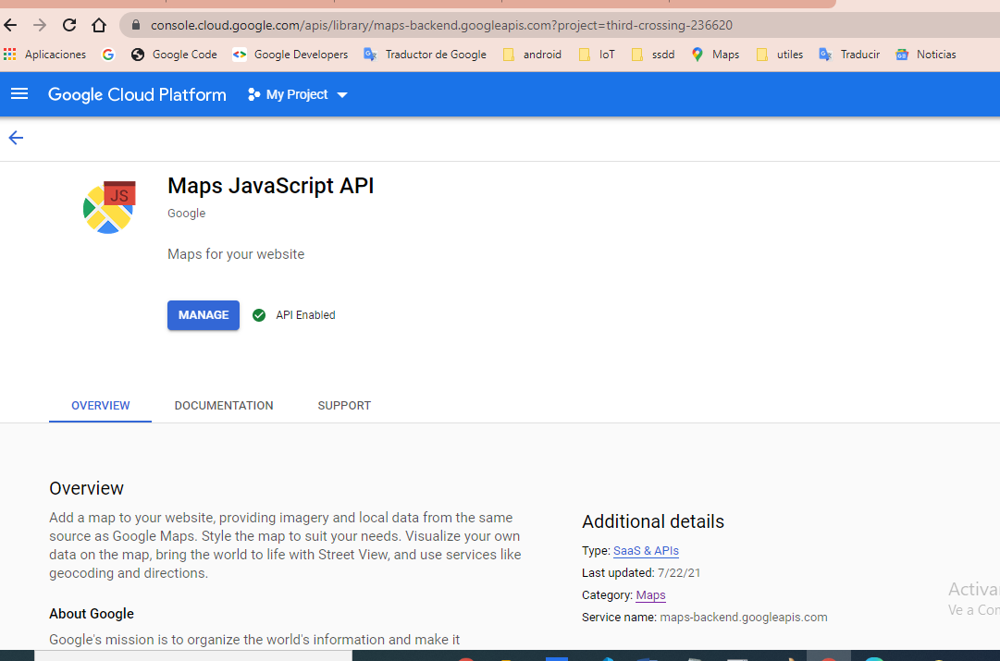 console.cloud.google.com/apis/library/maps-backend.googleapis.com?project=third-crossing-236620
Aplicaciones Google Code Google Developers Traductor de Google android IoT ssdd Maps utiles Traducir Noticias
Google Cloud Platform My Project
JS
Maps JavaScript API
Google
Maps for your website
MANAGE API Enabled
OVERVIEW DOCUMENTATION SUPPORT
Overview
Add a map to your website, providing imagery and local data from the same
source as Google Maps. Style the map to suit your needs. Visualize your own
data on the map, bring the world to life with Street View, and use services like
geocoding and directions.
About Google
Google's mission is to organize the world's information and make it
Additional details
Type: SaaS & APIs
Last updated: 7/22/21
Category: Maps
Service name: maps-backend.googleapis.com
Activa
Ve a Con